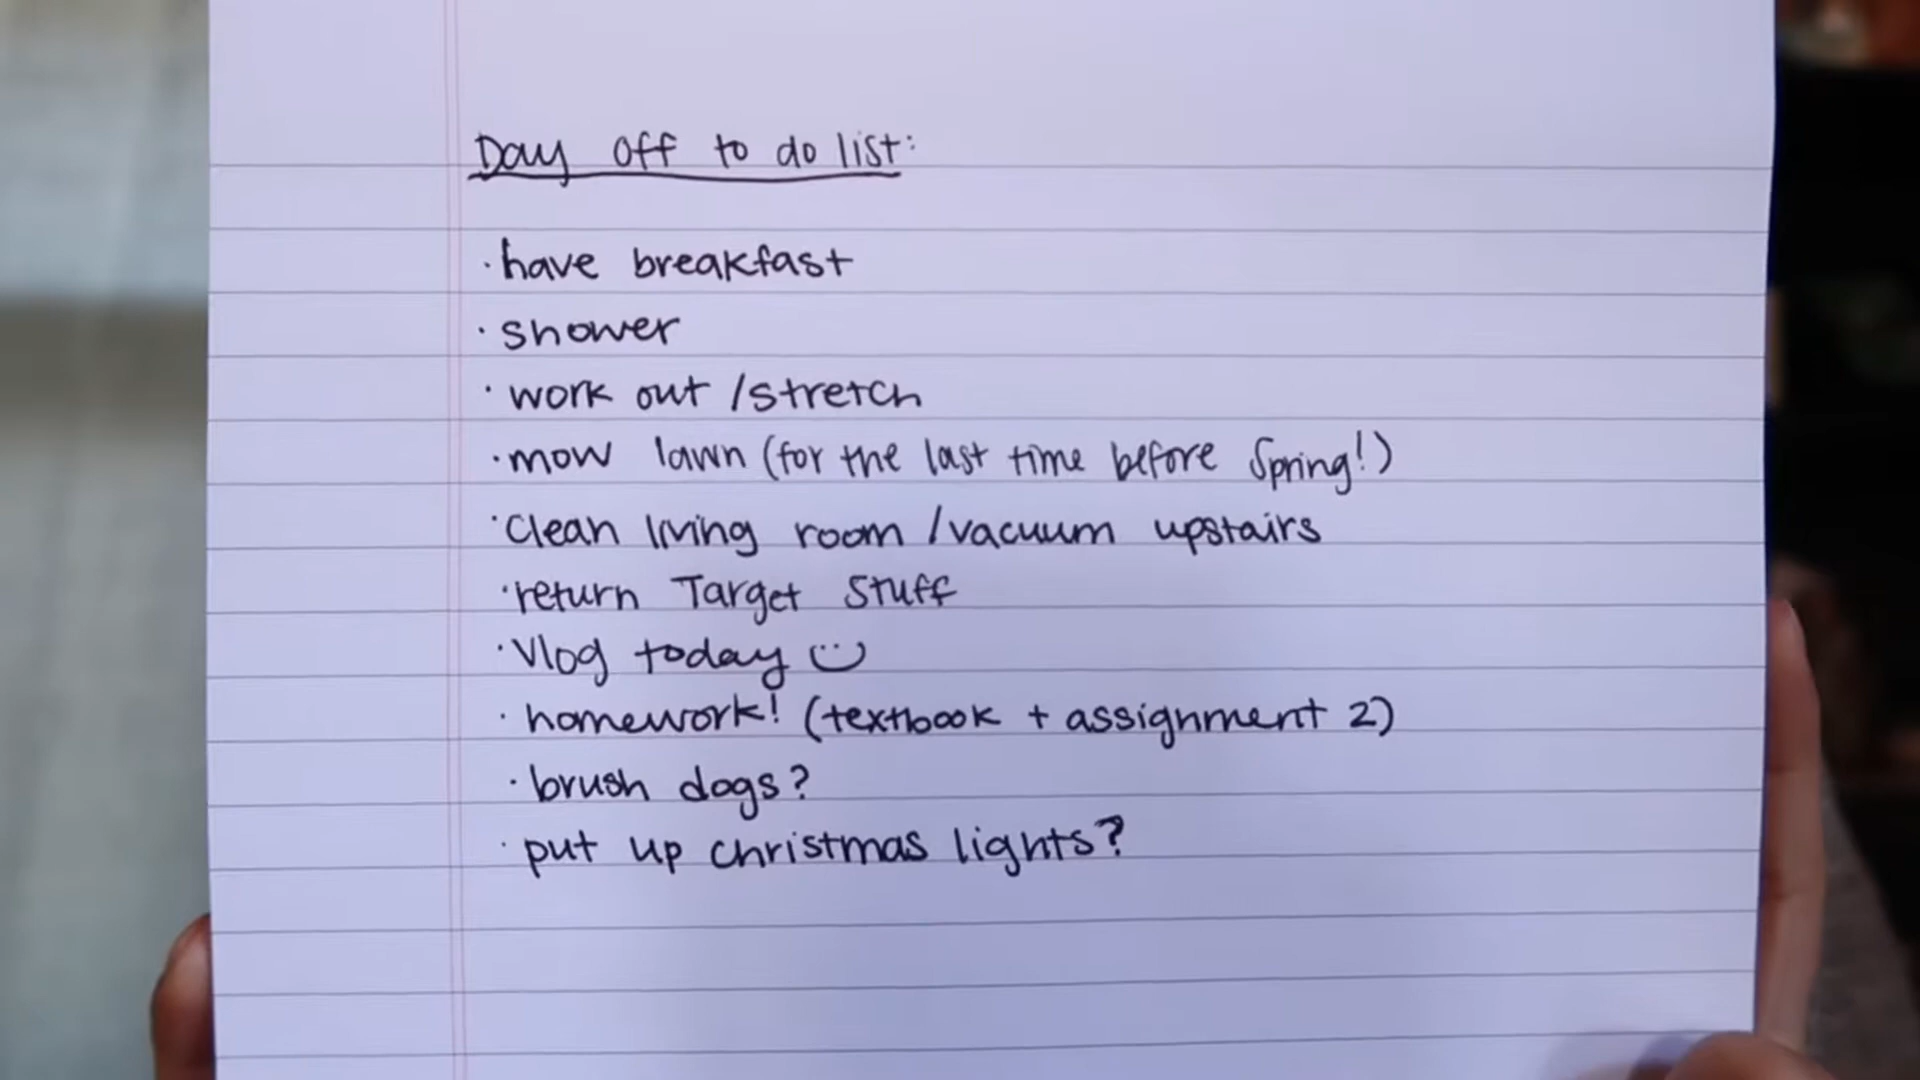 Day off to do list:
· have breakfast
· shower
· work out /stretch
· mow lawn (for the last time before Spring!)
· Clean living room /vacuum upstairs
· return Target Stuff
· Vlog today :)
· homework! (textbook + assignment 2)
· brush dogs?
· put up christmas lights?